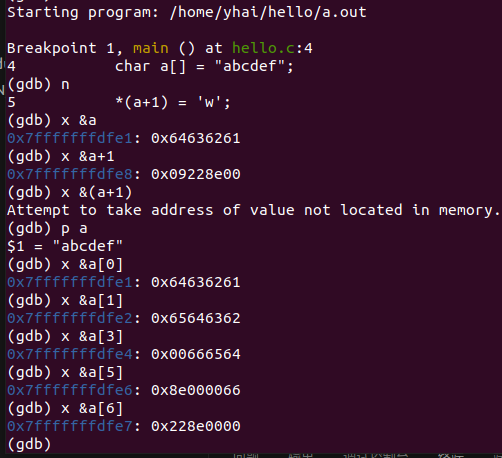 Starting program: /home/yhai/hello/a.out
Breakpoint 1, main () at hello.c:4
4 char a[] = "abcdef";
(gdb) n
5 *(a+1) = 'w';
(gdb) x &a
0x7fffffffdfe1: 0x64636261
(gdb) x &a+1
0x7fffffffdfe8: 0x09228e00
(gdb) x &(a+1)
Attempt to take address of value not located in memory.
(gdb) p a
$1 = "abcdef"
(gdb) x &a[0]
0x7fffffffdfe1: 0x64636261
(gdb) x &a[1]
0x7fffffffdfe2: 0x65646362
(gdb) x &a[3]
0x7fffffffdfe4: 0x00666564
(gdb) x &a[5]
0x7fffffffdfe6: 0x8e000066
(gdb) x &a[6]
0x7fffffffdfe7: 0x228e0000
(gdb)